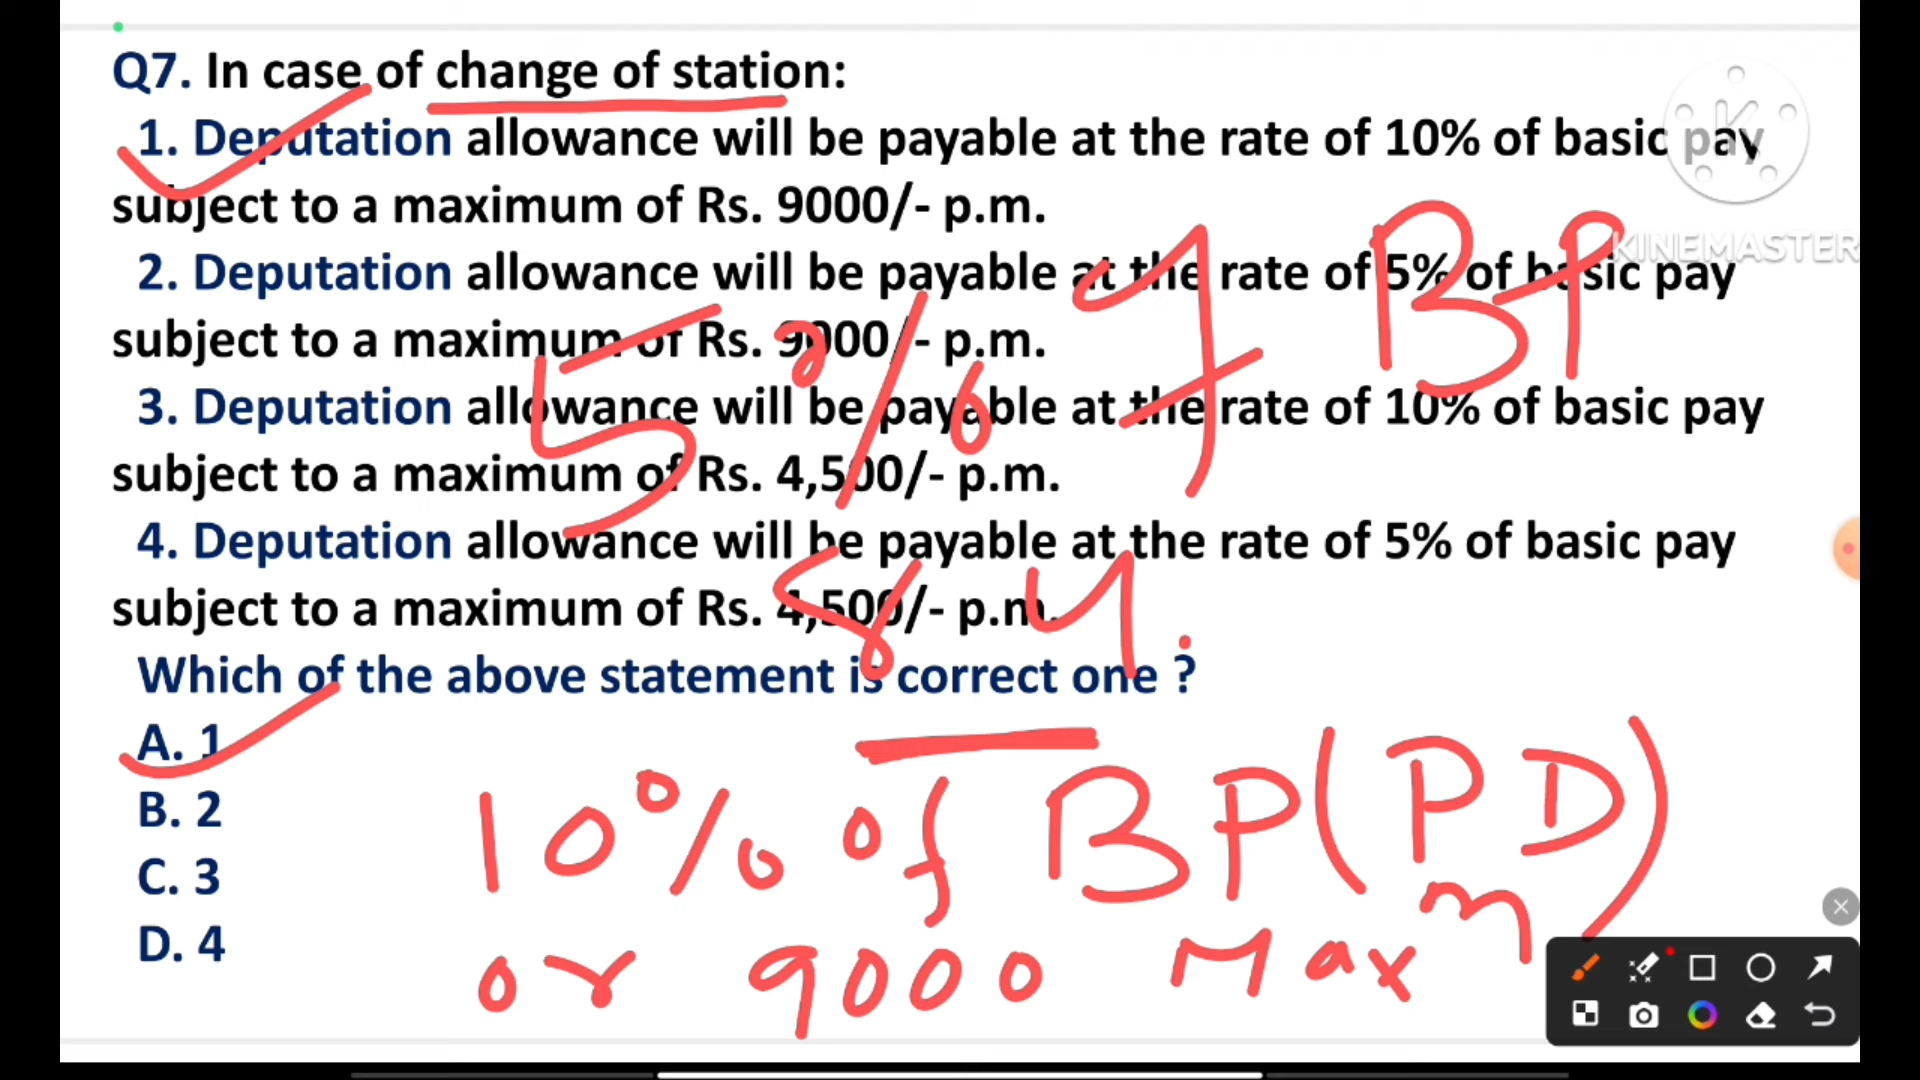 Q7. In case of change of station:
1. Deputation allowance will be payable at the rate of 10% of basic pay
subject to a maximum of Rs. 9000/- p.m.
KINEMASTER
2. Deputation allowance will be payable at the rate of 5% of basic pay
subject to a maximum of Rs. 9000/- p.m.
5% of BP
3. Deputation allowance will be payable at the rate of 10% of basic pay
subject to a maximum of Rs. 4,500/- p.m.
4. Deputation allowance will be payable at the rate of 5% of basic pay
subject to a maximum of Rs. 4,500/- p.m.
Which of the above statement is correct one ?
A. 1
B. 2
C. 3
D. 4
10% of BP (PD)
or 9000 Maxm